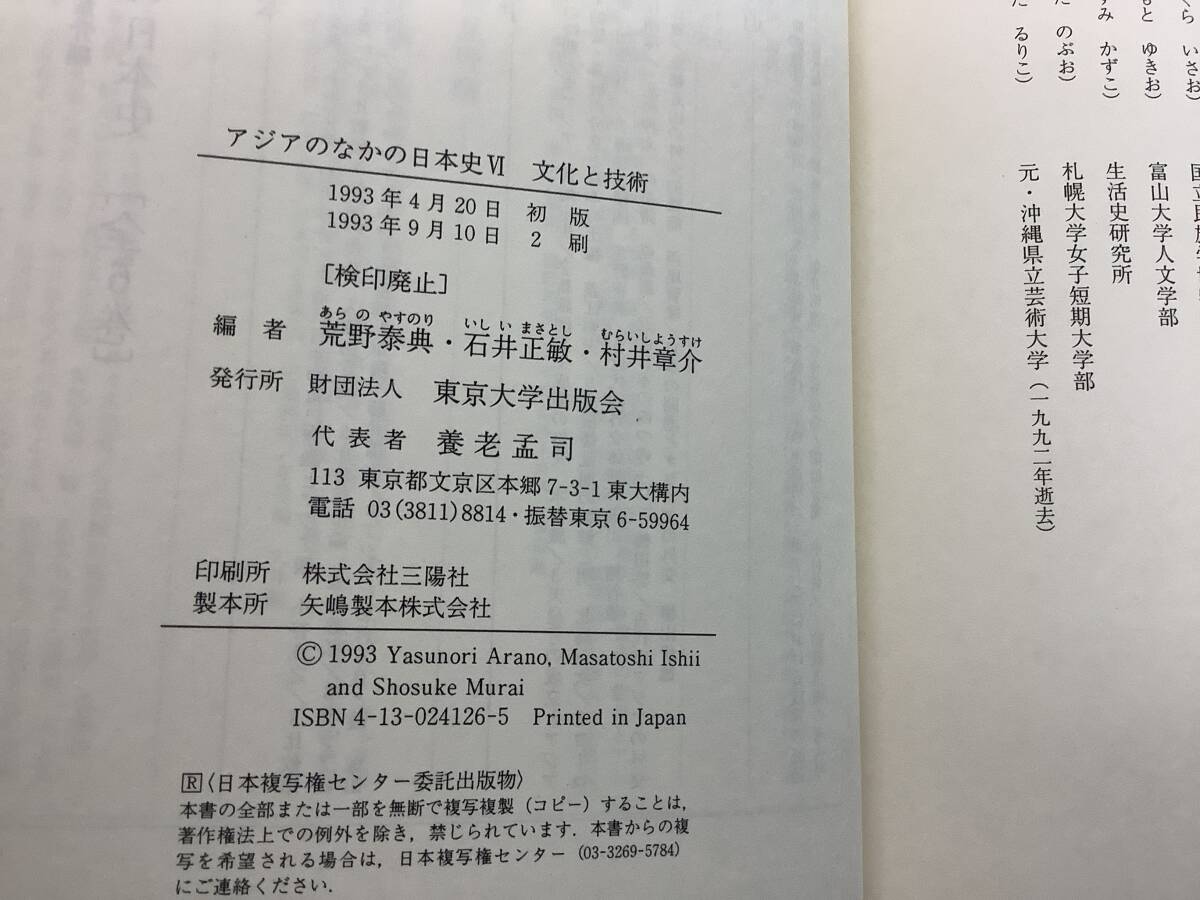 アジアのなかの日本史Ⅵ 文化と技術
1993年4月20日 初版
1993年9月10日 2刷
［検印廃止］
あらの やすのり いしい まさとし むらいしようすけ
編者 荒野泰典・石井正敏・村井章介
発行所 財団法人 東京大学出版会
代表者 養老孟司
113 東京都文京区本郷7-3-1東大構内
電話 03(3811)8814・振替東京6-59964
印刷所 株式会社三陽社
製本所 矢嶋製本株式会社
© 1993 Yasunori Arano, Masatoshi Ishii
and Shosuke Murai
ISBN 4-13-024126-5 Printed in Japan
R〈日本複写権センター委託出版物〉
本書の全部または一部を無断で複写複製（コピー）することは，
著作権法上での例外を除き，禁じられています．本書からの複
写を希望される場合は，日本複写権センター（03-3269-5784）
にご連絡ください．
くら いさお）
もと ゆきお）富山大学人文学部
すみ かずこ）生活史研究所
だ のぶお）札幌大学女子短期大学部
だ るりこ）元・沖縄県立芸術大学（一九九二年逝去）